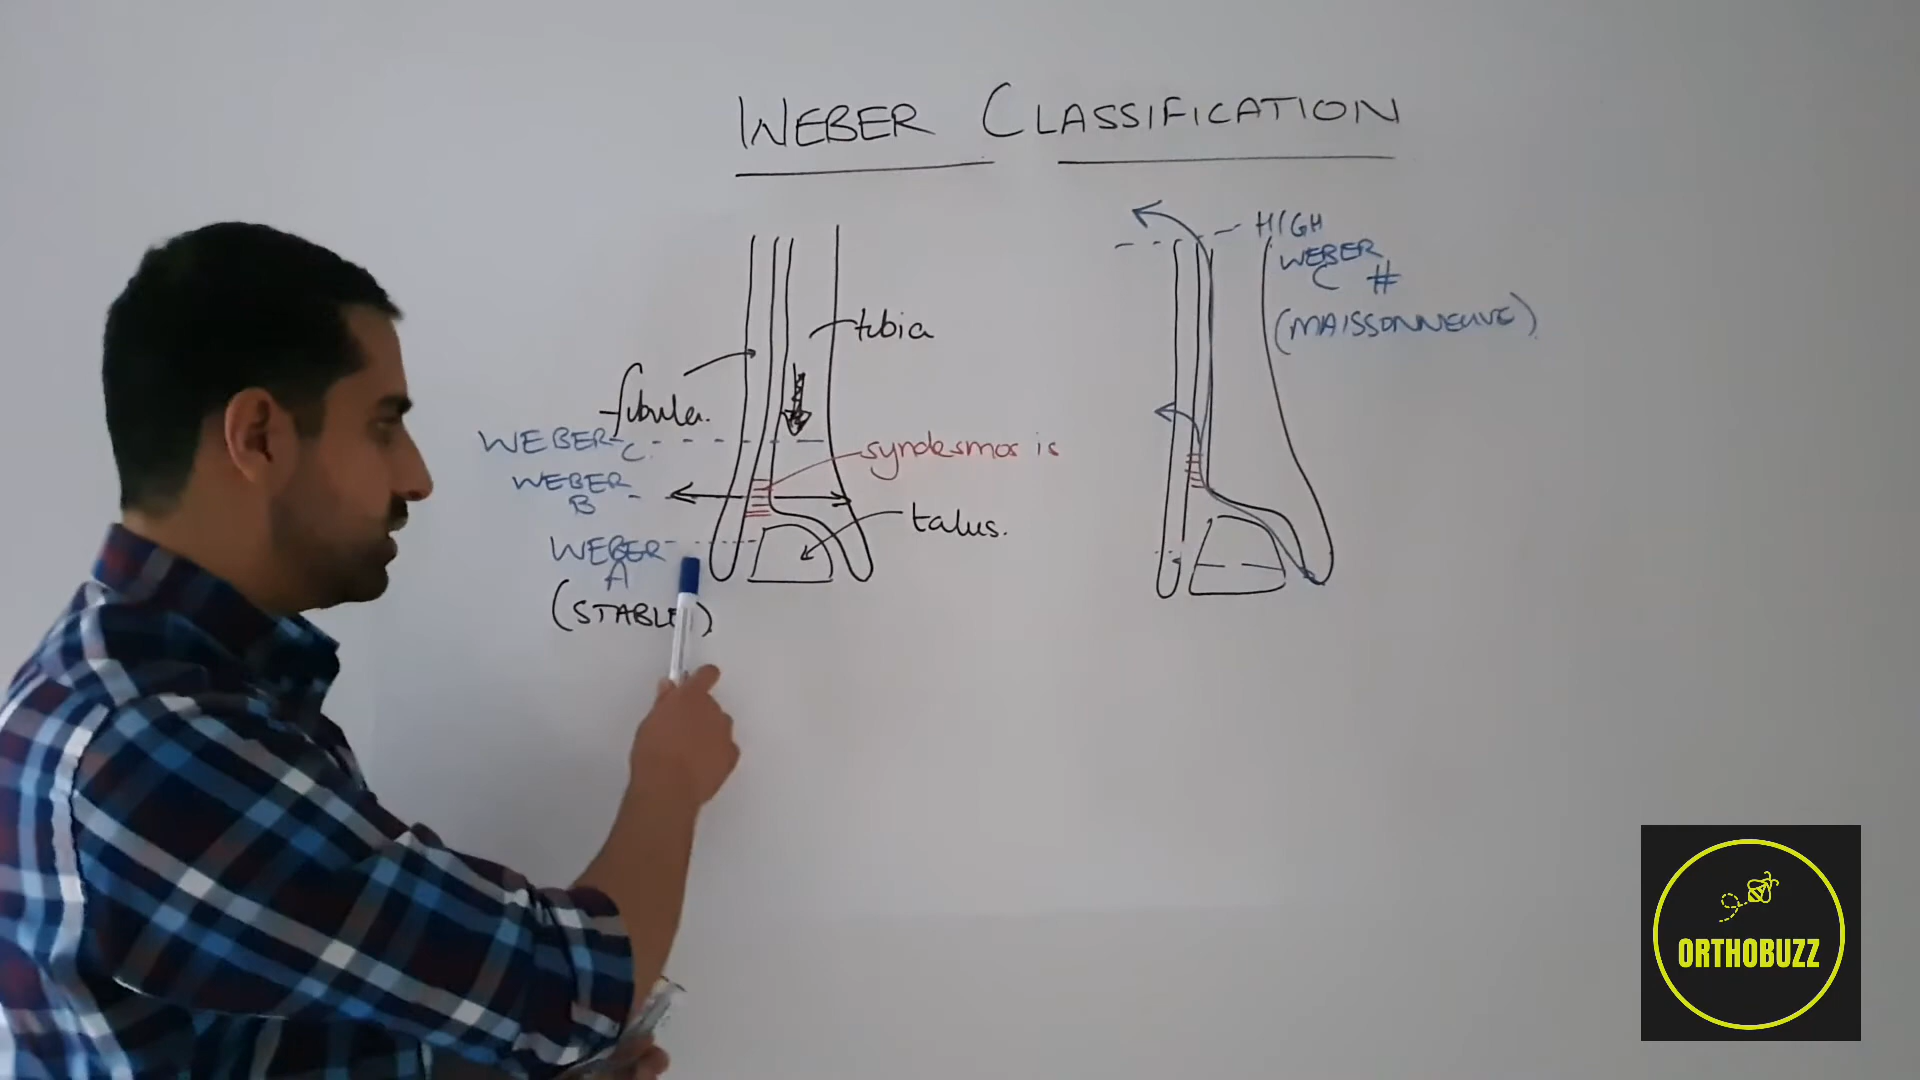 WEBER CLASSIFICATION
HIGH
WEBER
C #
(MAISSONNEUVE)
tibia
fibula.
WEBER
C.
syndesmosis
WEBER
B
talus.
WEBER
A
(STABLE)
ORTHOBUZZ